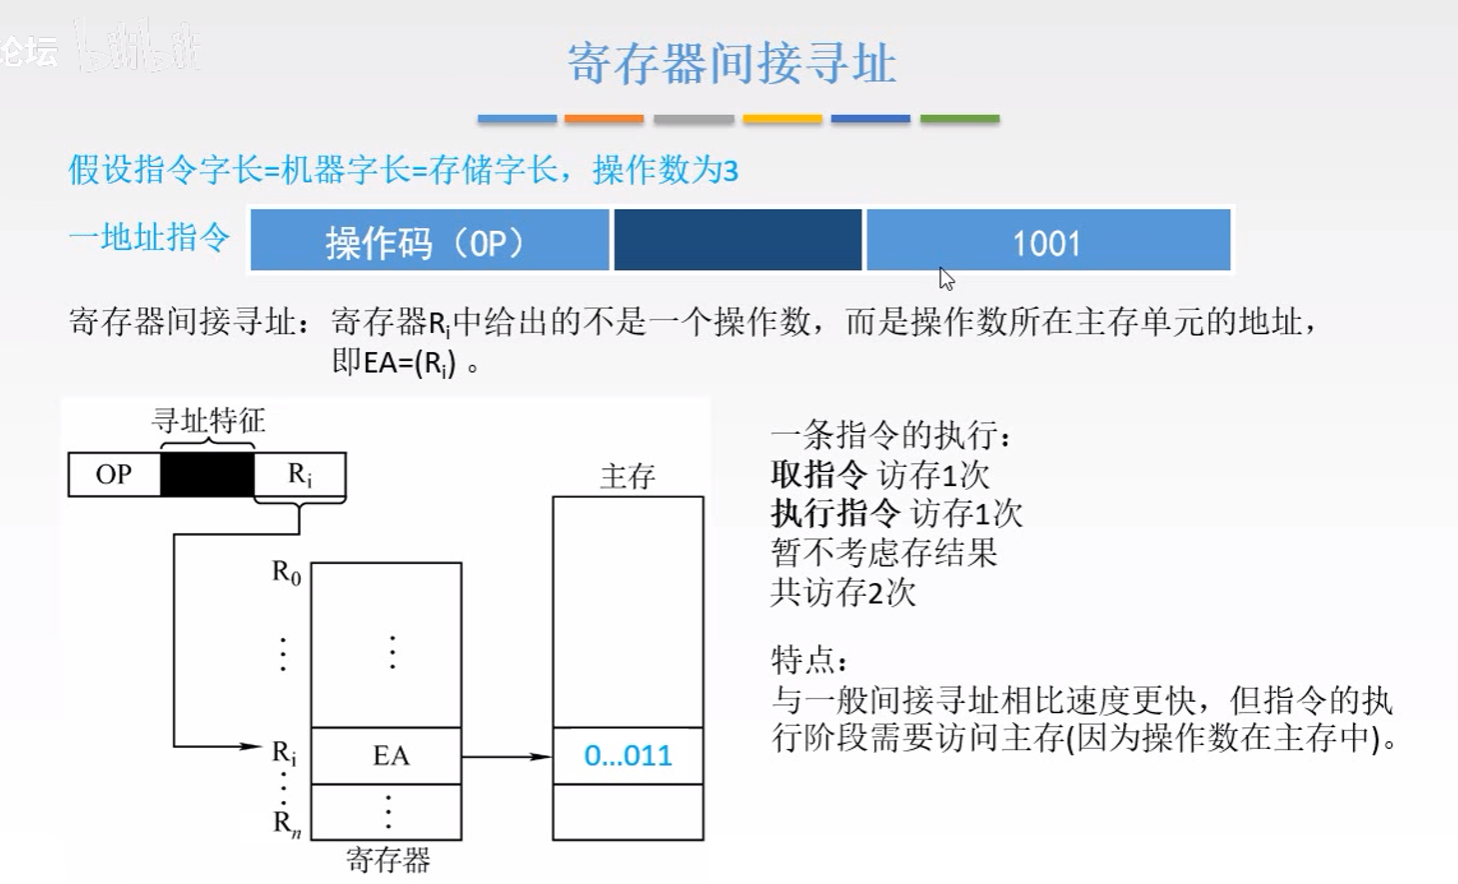 论坛 bilibili
寄存器间接寻址
假设指令字长=机器字长=存储字长，操作数为3
一地址指令 操作码（OP） 1001
寄存器间接寻址：寄存器Ri中给出的不是一个操作数，而是操作数所在主存单元的地址，
即EA=(Ri) 。
寻址特征
OP Ri
主存
R0
⋮ ⋮
Ri EA 0...011
⋮ ⋮
Rn
寄存器
一条指令的执行：
取指令 访存1次
执行指令 访存1次
暂不考虑存结果
共访存2次
特点：
与一般间接寻址相比速度更快，但指令的执
行阶段需要访问主存(因为操作数在主存中)。